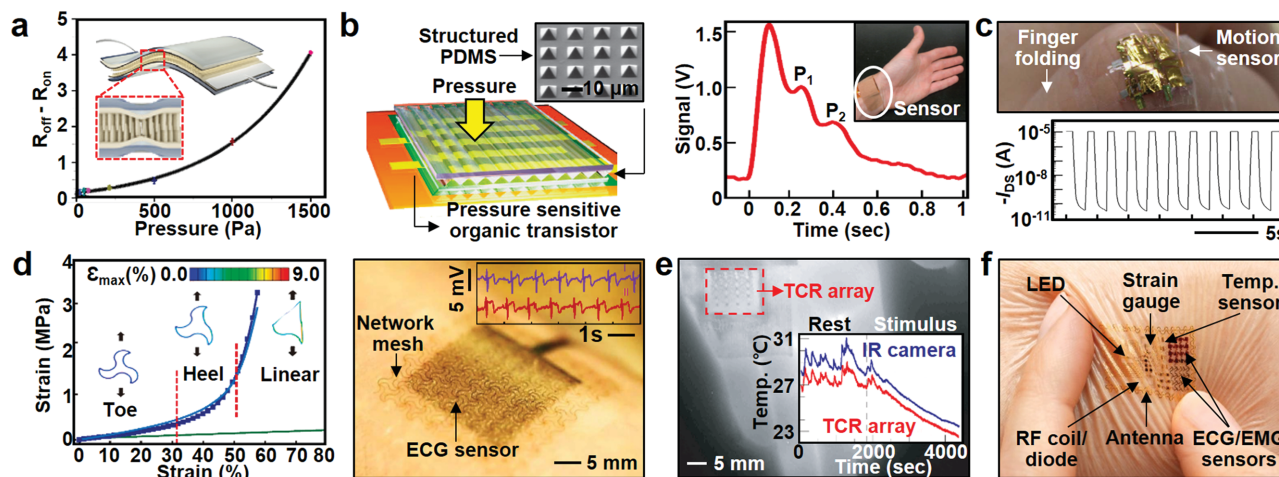 a
R_off - R_on
5
4
3
2
1
0
0
500
1000
1500
Pressure (Pa)
b
Structured
PDMS
10 µm
Pressure
Pressure sensitive
organic transistor
Signal (V)
1.5
1.0
0.5
0
P₁
P₂
Sensor
0
0.2
0.4
0.6
0.8
1
Time (sec)
c
Finger
folding
Motion
sensor
-I_DS (A)
10⁻⁵
10⁻⁸
10⁻¹¹
5s
d
Strain (MPa)
4
3
2
1
0
ε_max(%) 0.0
9.0
Toe
Heel
Linear
0
10
20
30
40
50
60
70
80
Strain (%)
5 mV
1s
Network
mesh
ECG sensor
5 mm
e
TCR array
Rest
Stimulus
31
27
23
Temp. (℃)
IR camera
TCR array
0
2000
4000
Time (sec)
5 mm
f
LED
Strain
gauge
Temp.
sensor
RF coil/
diode
Antenna
ECG/EMG
sensors